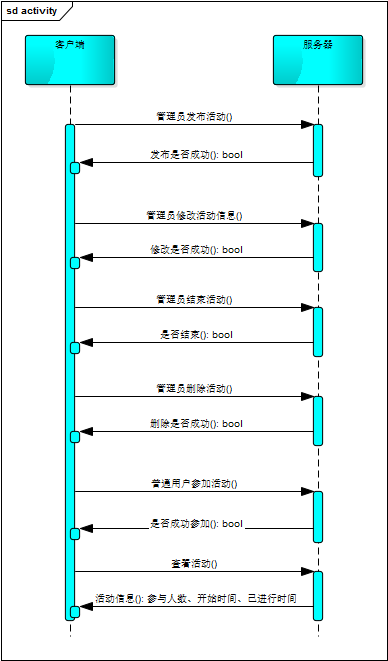 sd activity
客户端
服务器
管理员发布活动()
发布是否成功(): bool
管理员修改活动信息()
修改是否成功(): bool
管理员结束活动()
是否结束(): bool
管理员删除活动()
删除是否成功(): bool
普通用户参加活动()
是否成功参加(): bool
查看活动()
活动信息(): 参与人数、开始时间、已进行时间